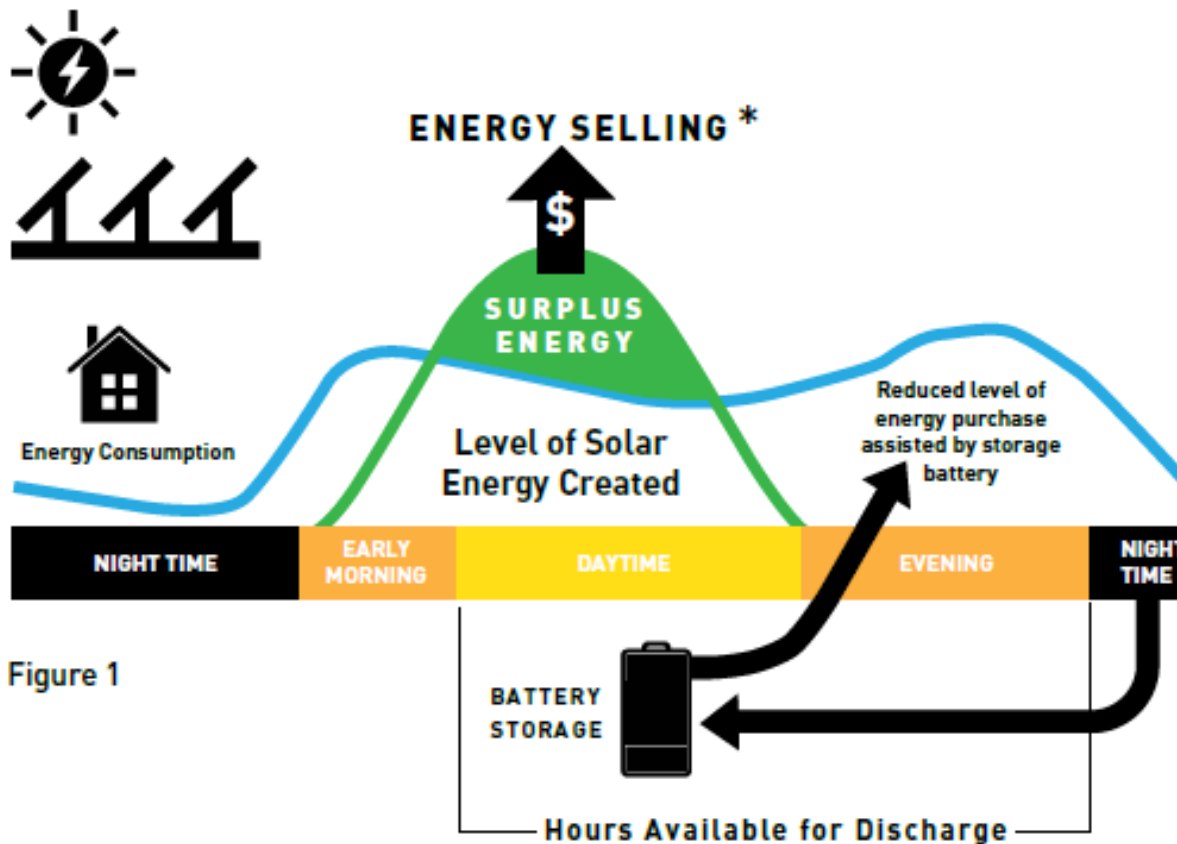 ENERGY SELLING *
$
SURPLUS
ENERGY
Energy Consumption
Level of Solar
Energy Created
Reduced level of
energy purchase
assisted by storage
battery
NIGHT TIME
EARLY
MORNING
DAYTIME
EVENING
NIGHT
TIME
Figure 1
BATTERY
STORAGE
Hours Available for Discharge